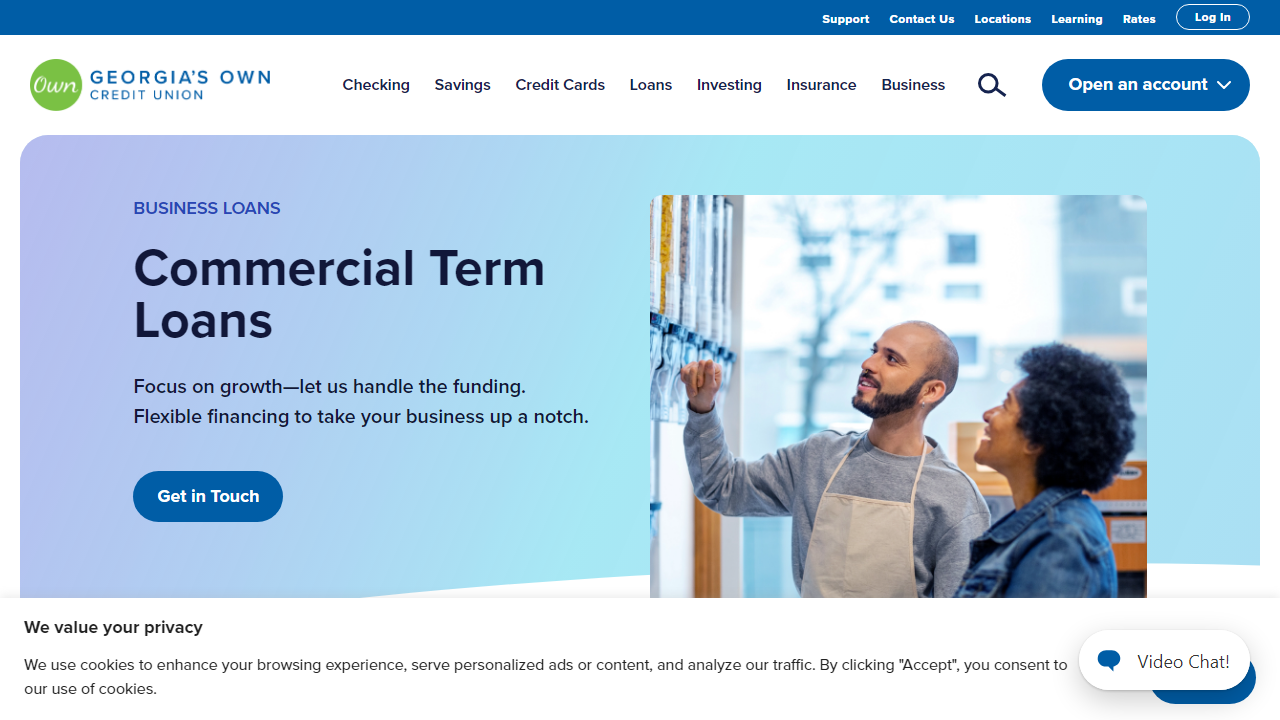 Support Contact Us Locations Learning Rates Log In
Own GEORGIA'S OWN
CREDIT UNION
Checking Savings Credit Cards Loans Investing Insurance Business Open an account
BUSINESS LOANS
Commercial Term
Loans
Focus on growth—let us handle the funding.
Flexible financing to take your business up a notch.
Get in Touch
We value your privacy
We use cookies to enhance your browsing experience, serve personalized ads or content, and analyze our traffic. By clicking "Accept", you consent to
our use of cookies.
Video Chat!